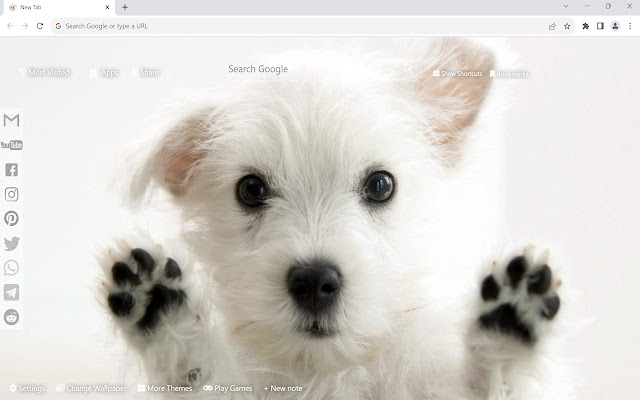 New Tab
Search Google or type a URL
Most Visited
Apps
Share
Search Google
Show Shortcuts
Bookmarks
YouTube
Settings
Change Wallpaper
More Themes
Play Games
+ New note